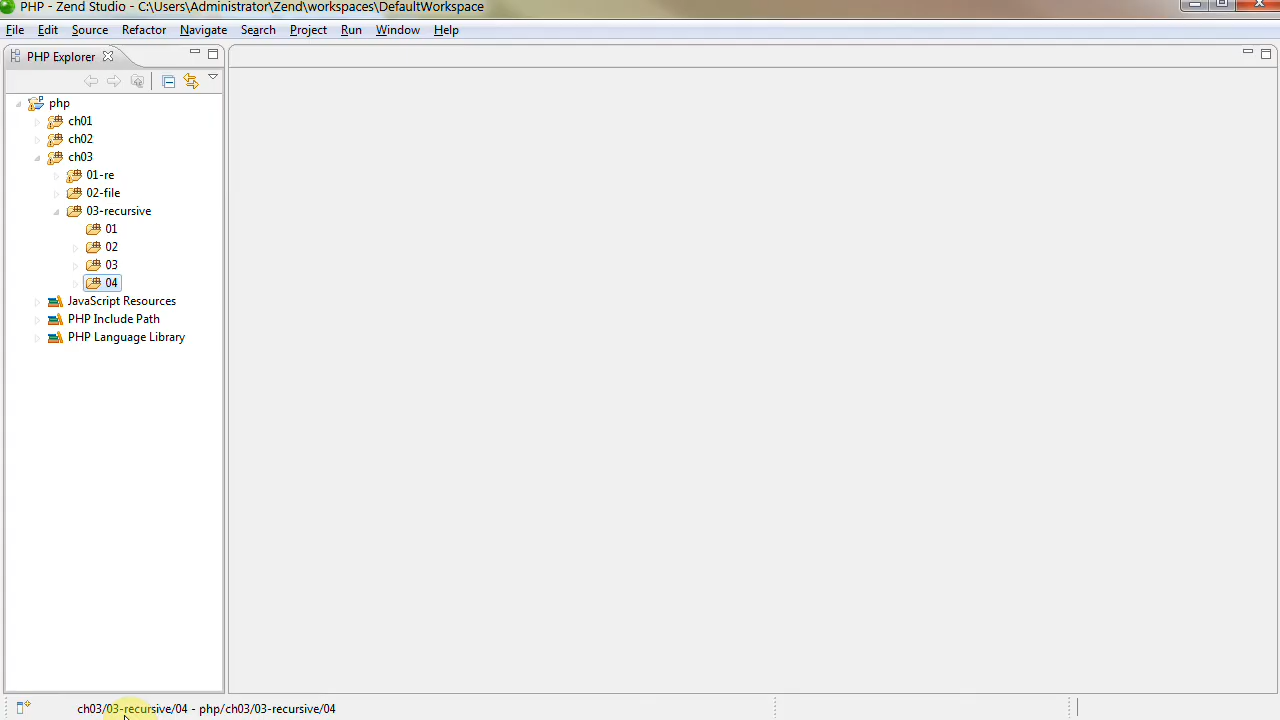 PHP - Zend Studio - C:\Users\Administrator\Zend\workspaces\DefaultWorkspace
File Edit Source Refactor Navigate Search Project Run Window Help
PHP Explorer
php
ch01
ch02
ch03
01-re
02-file
03-recursive
01
02
03
04
JavaScript Resources
PHP Include Path
PHP Language Library
ch03/03-recursive/04 - php/ch03/03-recursive/04